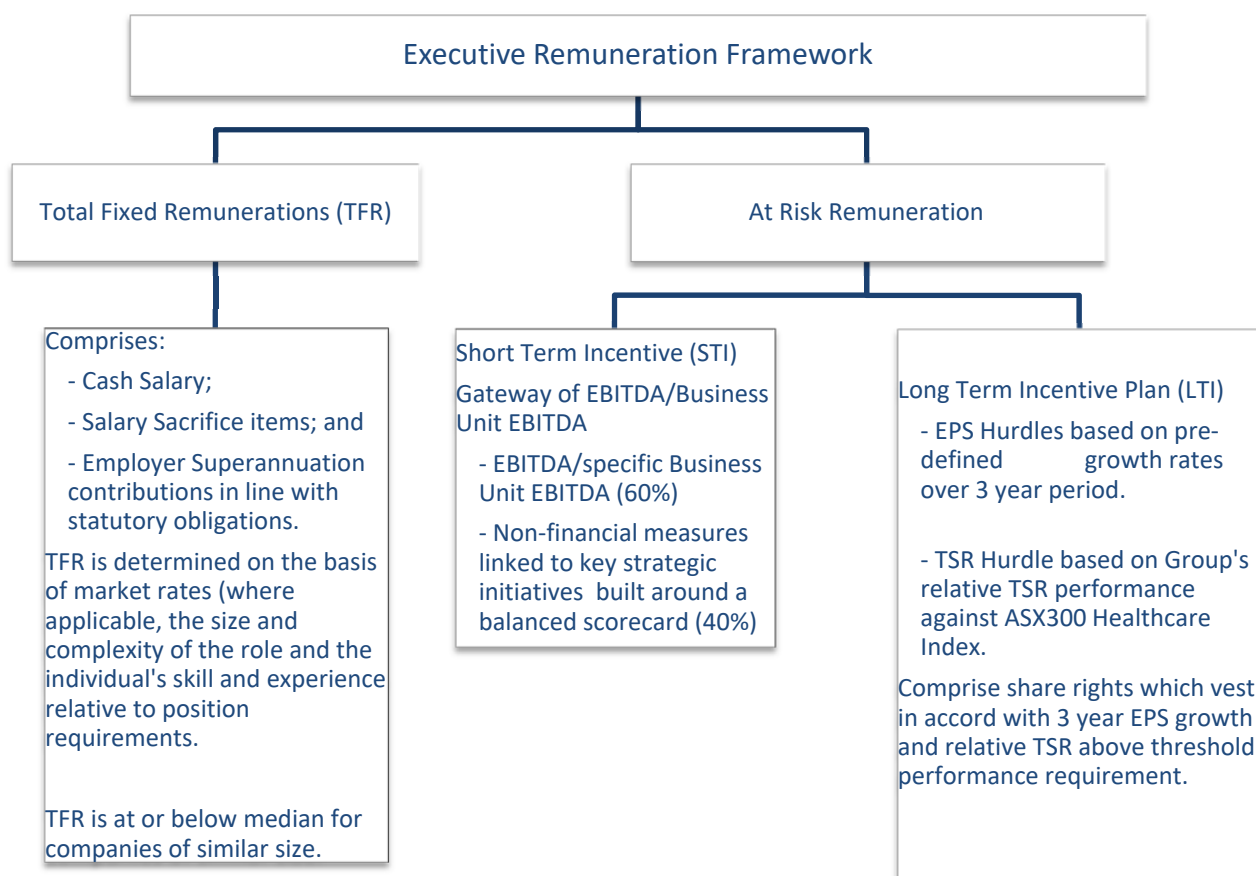 Executive Remuneration Framework
Total Fixed Remunerations (TFR)
At Risk Remuneration
Comprises:
- Cash Salary;
- Salary Sacrifice items; and
- Employer Superannuation
contributions in line with
statutory obligations.
TFR is determined on the basis
of market rates (where
applicable, the size and
complexity of the role and the
individual's skill and experience
relative to position
requirements.
TFR is at or below median for
companies of similar size.
Short Term Incentive (STI)
Gateway of EBITDA/Business
Unit EBITDA
- EBITDA/specific Business
Unit EBITDA (60%)
- Non-financial measures
linked to key strategic
initiatives built around a
balanced scorecard (40%)
Long Term Incentive Plan (LTI)
- EPS Hurdles based on pre-
defined growth rates
over 3 year period.
- TSR Hurdle based on Group's
relative TSR performance
against ASX300 Healthcare
Index.
Comprise share rights which vest
in accord with 3 year EPS growth
and relative TSR above threshold
performance requirement.